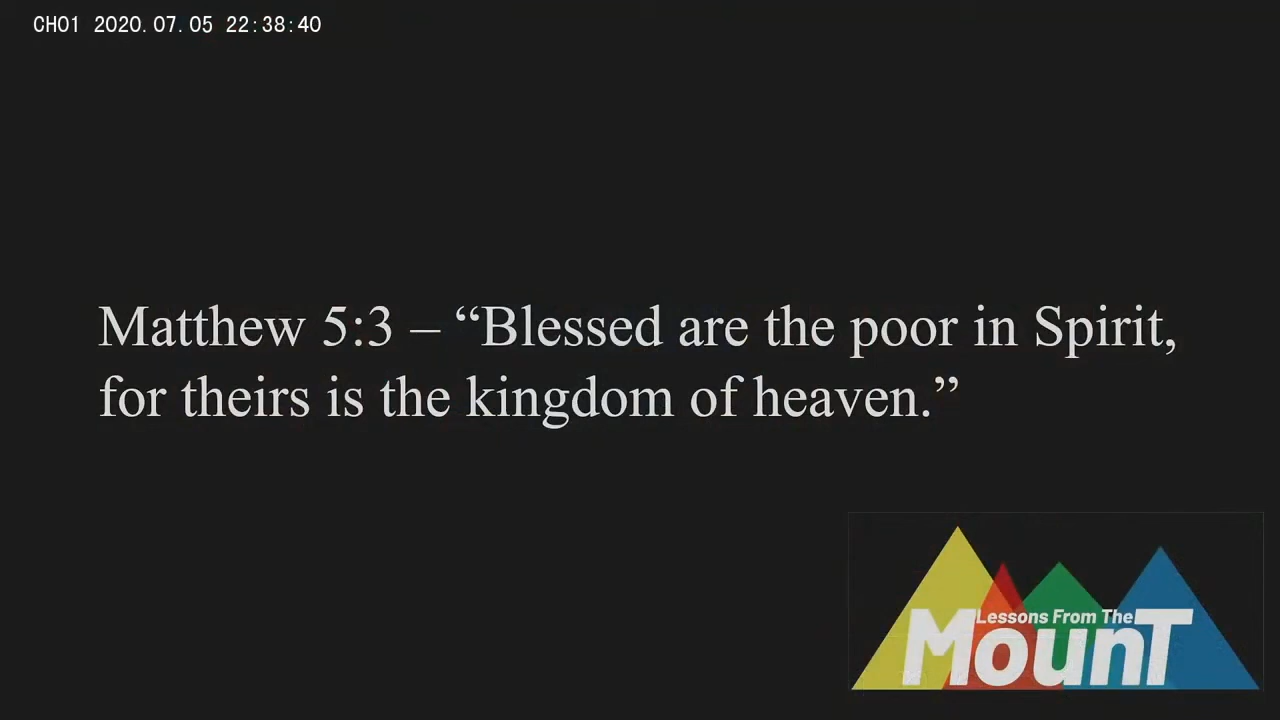 CH01 2020.07.05 22:38:40
Matthew 5:3 – “Blessed are the poor in Spirit,
for theirs is the kingdom of heaven.”
Lessons From The
MounT